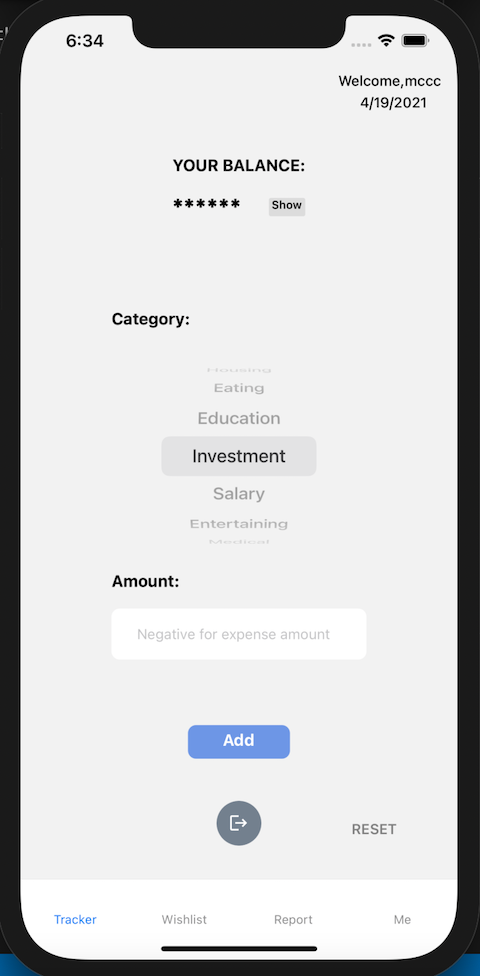 6:34
Welcome,mccc
4/19/2021
YOUR BALANCE:
****** Show
Category:
Housing
Eating
Education
Investment
Salary
Entertaining
Medical
Amount:
Negative for expense amount
Add
RESET
Tracker Wishlist Report Me